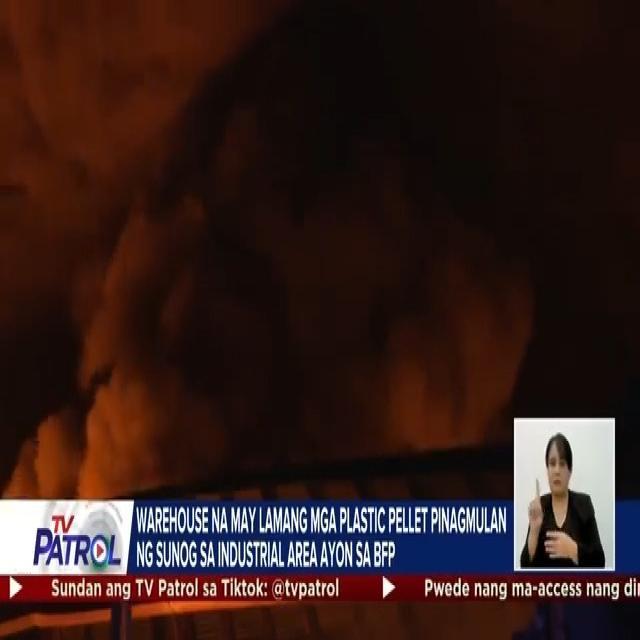 TV
PATROL
WAREHOUSE NA MAY LAMANG MGA PLASTIC PELLET PINAGMULAN
NG SUNOG SA INDUSTRIAL AREA AYON SA BFP
Sundan ang TV Patrol sa Tiktok: @tvpatrol
Pwede nang ma-access nang